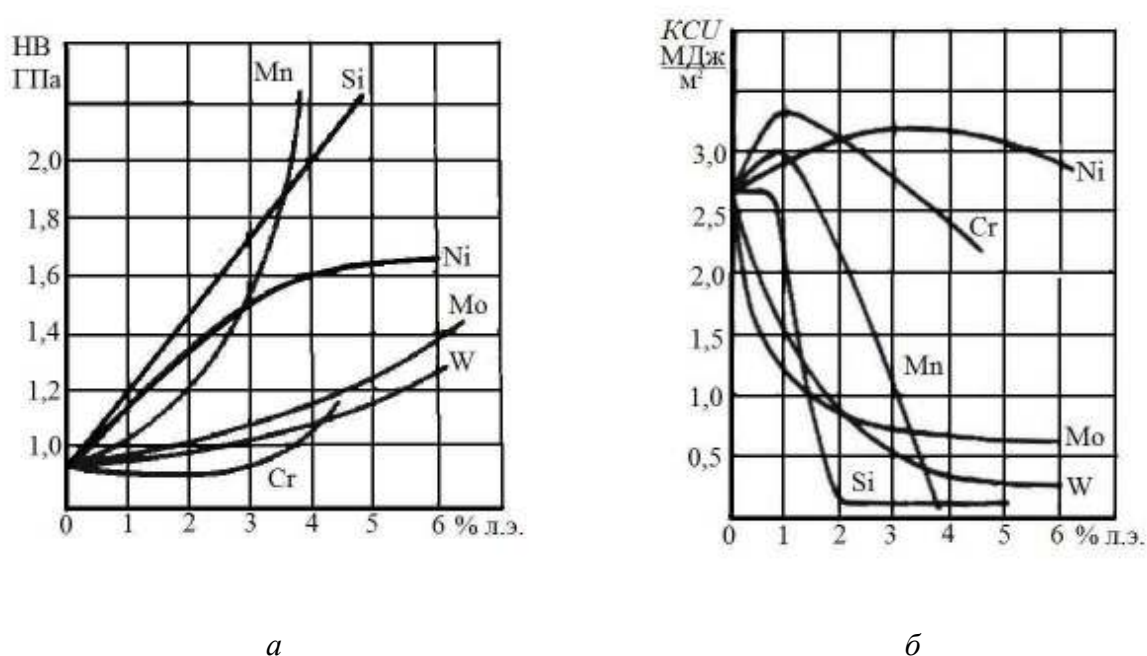 НВ
ГПа
2,0
1,8
1,6
1,4
1,2
1,0
0 1 2 3 4 5 6 % л.э.
Mn
Si
Ni
Mo
W
Cr
а
KCU
МДж
м²
3,0
2,5
2,0
1,5
1,0
0,5
0 1 2 3 4 5 6 % л.э.
Ni
Cr
Mn
Mo
W
Si
б